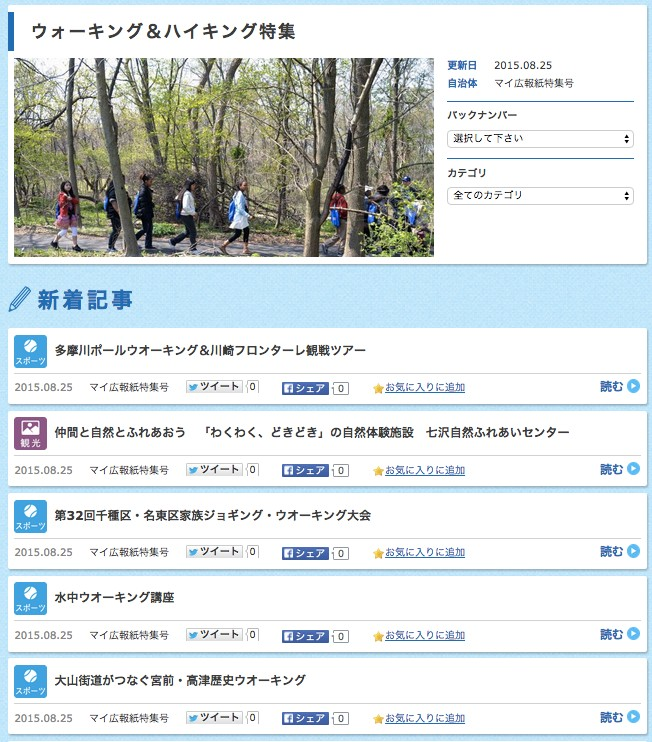 ウォーキング＆ハイキング特集
更新日 2015.08.25
自治体 マイ広報紙特集号
バックナンバー
選択して下さい
カテゴリ
全てのカテゴリ
新着記事
スポーツ 多摩川ポールウオーキング＆川崎フロンターレ観戦ツアー
2015.08.25 マイ広報紙特集号 ツイート 0 シェア 0 お気に入りに追加 読む
観光 仲間と自然とふれあおう　「わくわく、どきどき」の自然体験施設　七沢自然ふれあいセンター
2015.08.25 マイ広報紙特集号 ツイート 0 シェア 0 お気に入りに追加 読む
スポーツ 第32回千種区・名東区家族ジョギング・ウオーキング大会
2015.08.25 マイ広報紙特集号 ツイート 0 シェア 0 お気に入りに追加 読む
スポーツ 水中ウオーキング講座
2015.08.25 マイ広報紙特集号 ツイート 0 シェア 0 お気に入りに追加 読む
スポーツ 大山街道がつなぐ宮前・高津歴史ウオーキング
2015.08.25 マイ広報紙特集号 ツイート 0 シェア 0 お気に入りに追加 読む